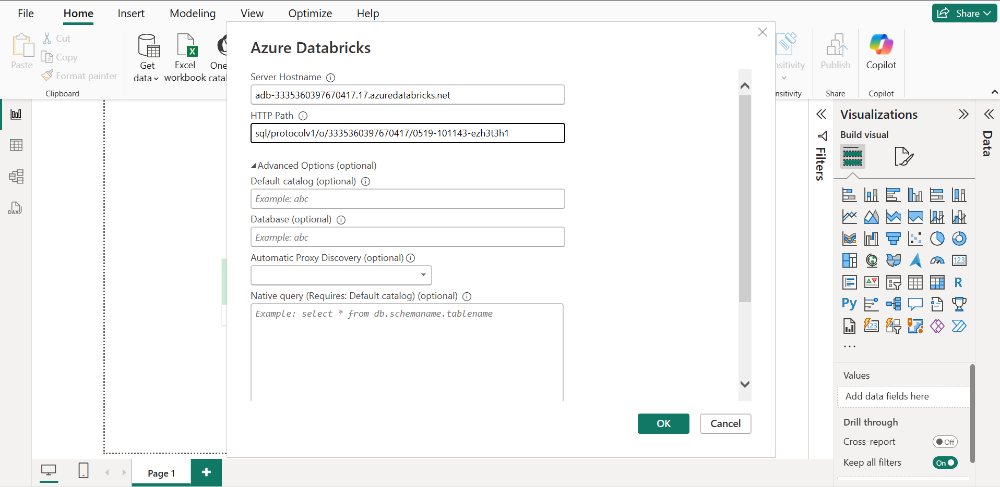 File Home Insert Modeling View Optimize Help Share
Paste
Cut
Copy
Format painter
Clipboard
Get data
Excel workbook
One
catal
Azure Databricks
Server Hostname
adb-3335360397670417.17.azuredatabricks.net
HTTP Path
sql/protocolv1/o/3335360397670417/0519-101143-ezh3t3h1
Advanced Options (optional)
Default catalog (optional)
Example: abc
Database (optional)
Example: abc
Automatic Proxy Discovery (optional)
Native query (Requires: Default catalog) (optional)
Example: select * from db.schemaname.tablename
OK Cancel
nsitivity
nsitivity
Publish
Share
Copilot
Copilot
Filters
Visualizations
Build visual
123
R
Py
123
...
Values
Add data fields here
Drill through
Cross-report Off
Keep all filters On
Data
DAX
Page 1